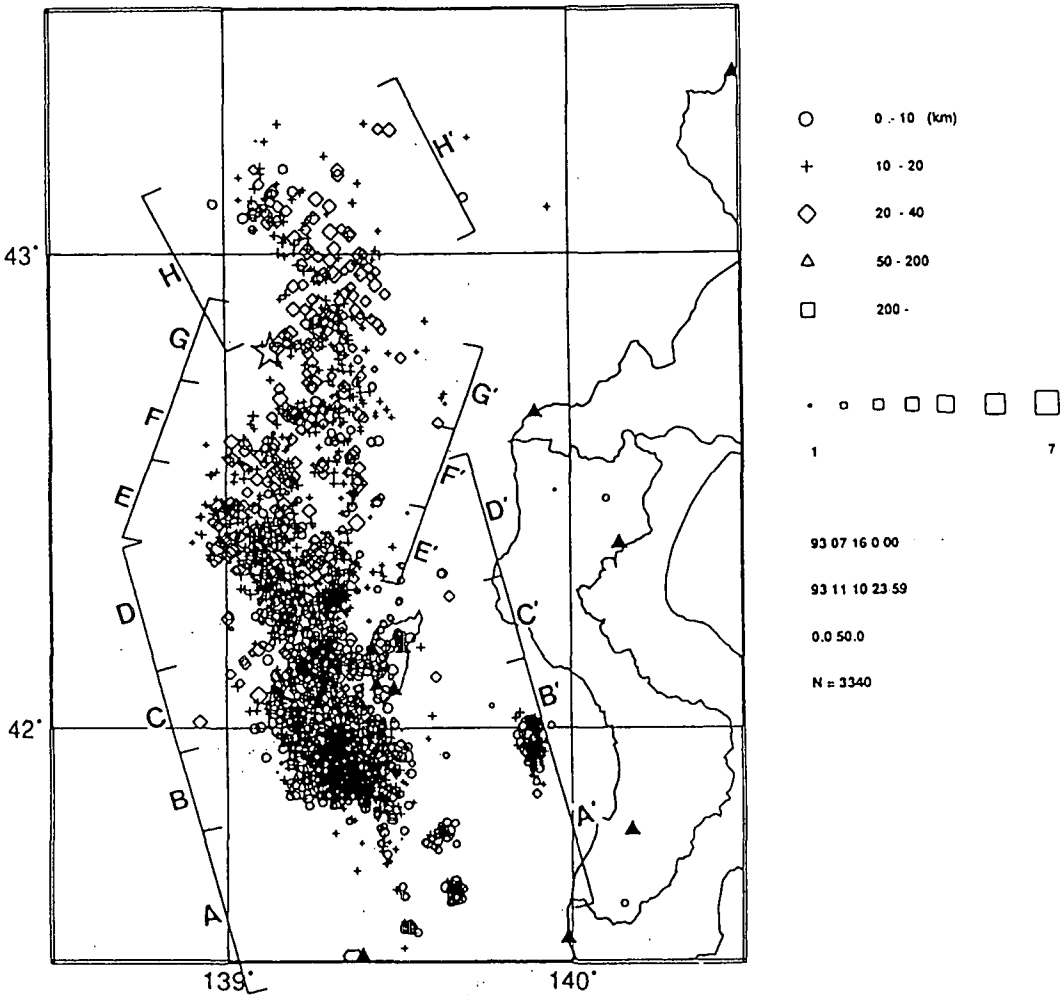 0 - 10 (km)
10 - 20
20 - 40
50 - 200
200 -
1 7
93 07 16 0 00
93 11 10 23 59
0.0 50.0
N = 3340
H'
H
43°
G
G'
F
F'
E
E'
D'
D
C'
C
B'
42°
B
A'
A
139°
140°